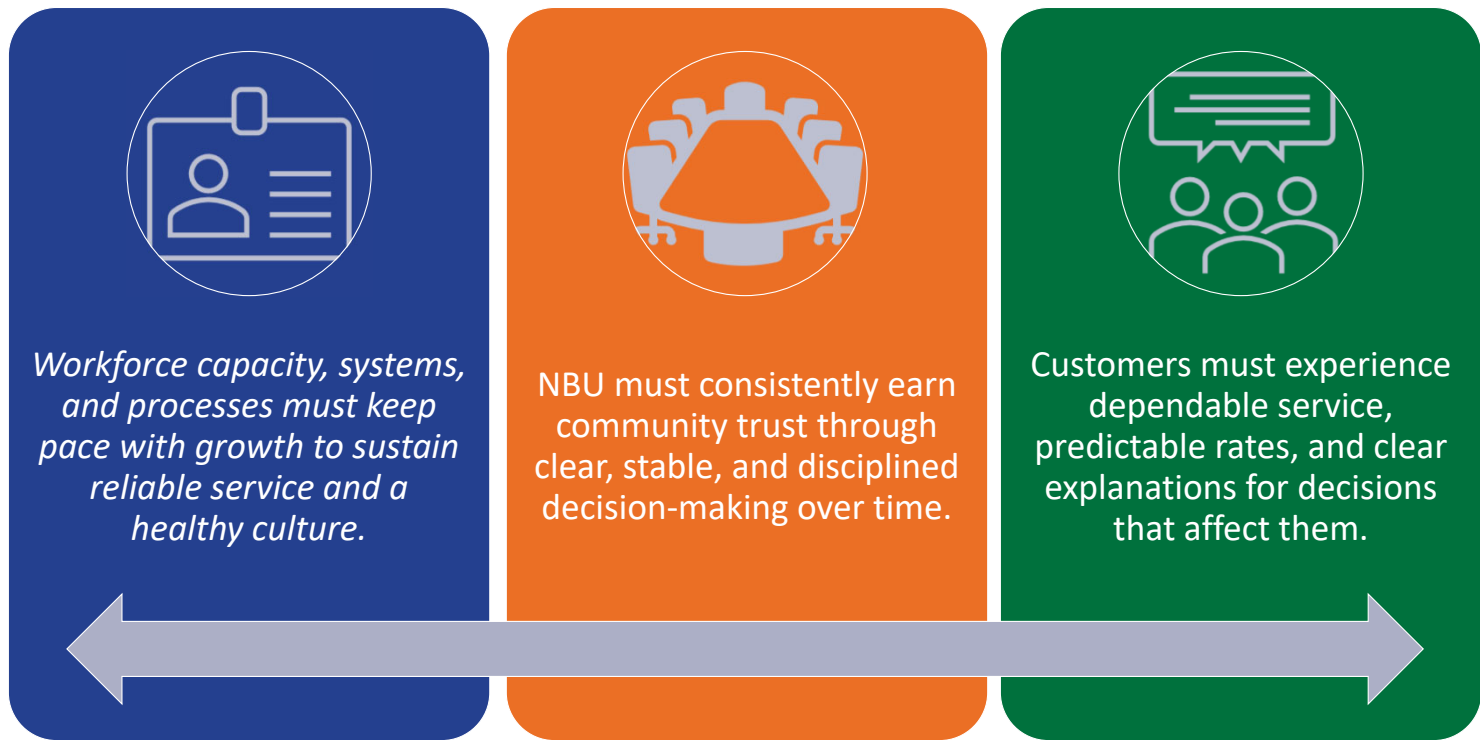 Workforce capacity, systems,
and processes must keep
pace with growth to sustain
reliable service and a
healthy culture.
NBU must consistently earn
community trust through
clear, stable, and disciplined
decision-making over time.
Customers must experience
dependable service,
predictable rates, and clear
explanations for decisions
that affect them.